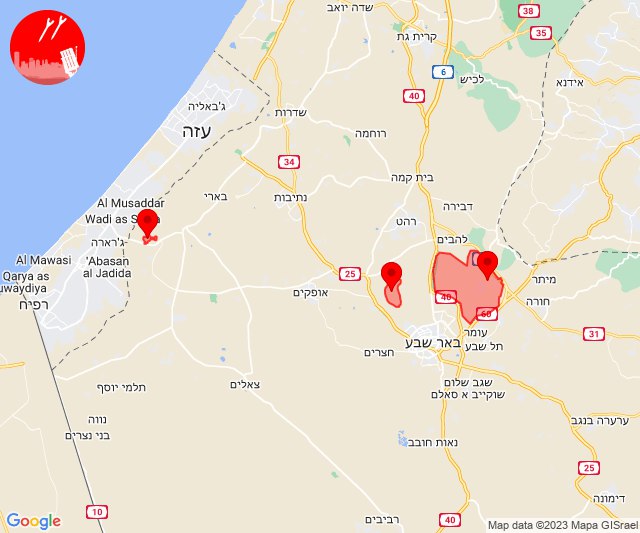 שדה יואב
38
קרית גת
35
6
לכיש
אידנא
ג'באליה
40
שדרות
עזה
רוחמה
34
בית קמה
בארי
נתיבות
Al Musaddar
דבירה
Wadi as
רהט
ג'רארה-
להבים
Al Mawasi
'Abasan
25
מיתר
Qarya as
al Jadida
אופקים
40
חורה
uwaydiya
רפיח
60
עומר
31
באר שבע
תל שבע
חצרים
תלמי יוסף
צאלים
שגב שלום
שוקייב א סאלם
נווה
ערערה בנגב
בני נצרים
נאות חובב
25
דימונה
10
40
רביבים
Google
Map data ©2023 Mapa GISrael